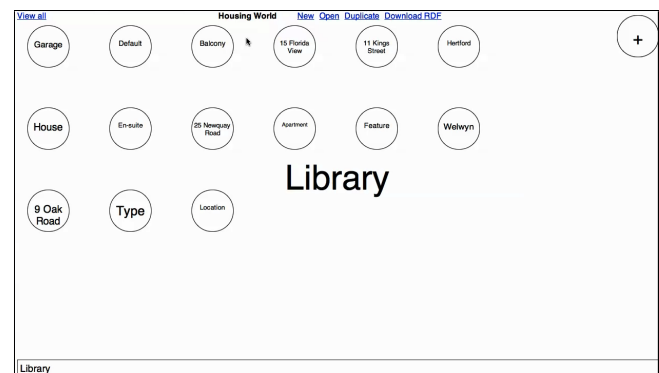 View all Housing World New Open Duplicate Download RDF
Garage Default Balcony 15 Florida View 11 Kings Street Hertford +
House En-suite 25 Newquay Road Apartment Feature Welwyn
Library
9 Oak Road Type Location
Library